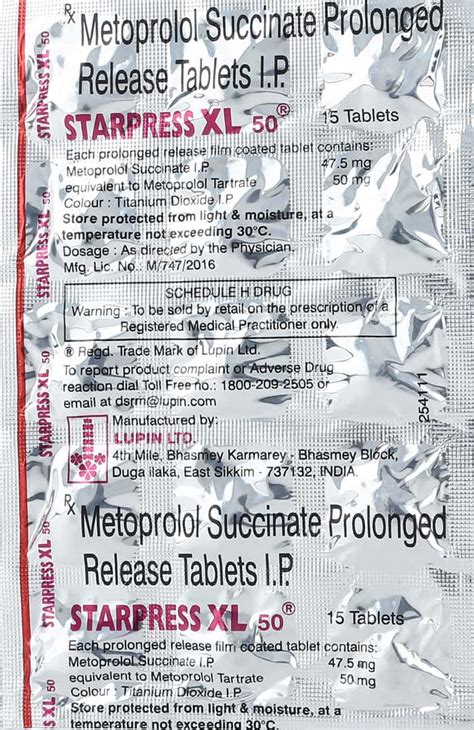 Rx Metoprolol Succinate Prolonged
Release Tablets I.P.
STARPRESS XL 50® 15 Tablets
Each prolonged release film coated tablet contains:
Metoprolol Succinate I.P. 47.5 mg
equivalent to Metoprolol Tartrate 50 mg
Colour : Titanium Dioxide I.P.
Store protected from light & moisture, at a
temperature not exceeding 30°C.
Dosage : As directed by the Physician.
Mfg. Lic. No.: M/747/2016
SCHEDULE H DRUG
Warning : To be sold by retail on the prescription of a
Registered Medical Practitioner only.
® Regd. Trade Mark of Lupin Ltd.
To report product complaint or Adverse Drug
reaction dial Toll Free no.: 1800-209-2505 or
email at dsrm@lupin.com
254111
Manufactured by:
LUPIN LTD.
4th Mile, Bhasmey Karmarey - Bhasmey Block,
Duga ilaka, East Sikkim - 737132, INDIA.
Rx Metoprolol Succinate Prolonged
Release Tablets I.P.
STARPRESS XL 50® 15 Tablets
Each prolonged release film coated tablet contains:
Metoprolol Succinate I.P. 47.5 mg
equivalent to Metoprolol Tartrate 50 mg
Colour : Titanium Dioxide I.P.
Store protected from light & moisture, at a
temperature not exceeding 30°C.
STARPRESS XL 50
STARPRESS XL 50
STARPRESS XL 50
STARPRESS XL 50
STARPRESS XL 50
SS XL 50